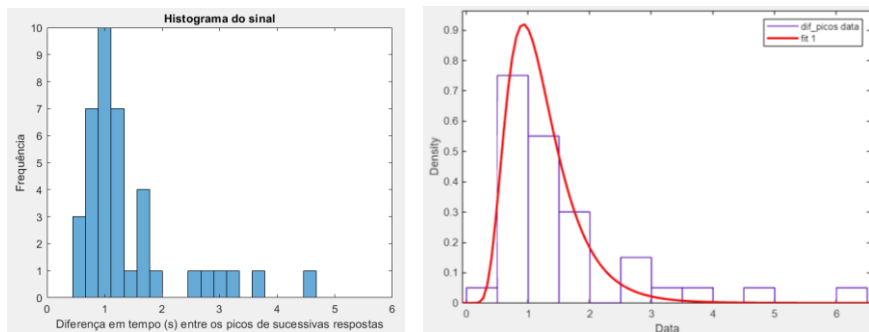 Histograma do sinal
Frequência
10
9
8
7
6
5
4
3
2
1
0
0 1 2 3 4 5 6
Diferença em tempo (s) entre os picos de sucessivas respostas
dif_picos data
fit 1
Density
0.9
0.8
0.7
0.6
0.5
0.4
0.3
0.2
0.1
0
0 1 2 3 4 5 6
Data